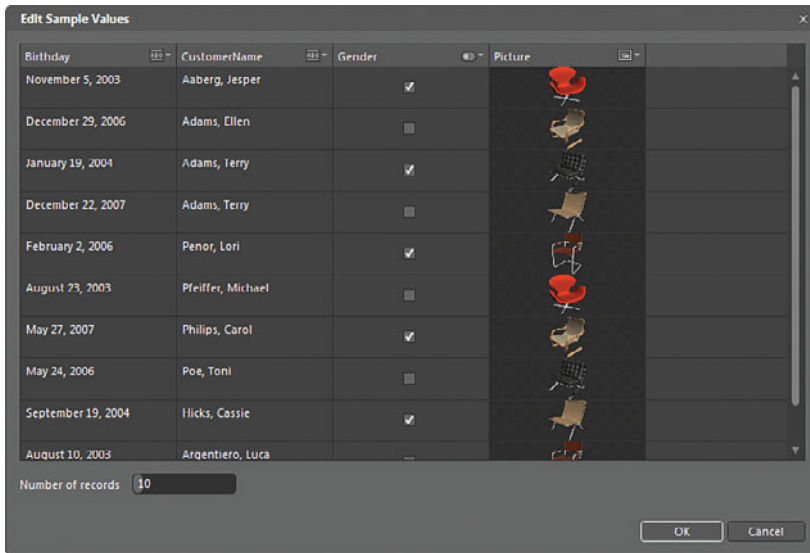 Edit Sample Values
Birthday CustomerName Gender Picture
November 5, 2003 Aaberg, Jesper
December 29, 2006 Adams, Ellen
January 19, 2004 Adams, Terry
December 22, 2007 Adams, Terry
February 2, 2006 Penor, Lori
August 23, 2003 Pfeiffer, Michael
May 27, 2007 Philips, Carol
May 24, 2006 Poe, Toni
September 19, 2004 Hicks, Cassie
August 10, 2003 Argentiero, Luca
Number of records 10
OK Cancel